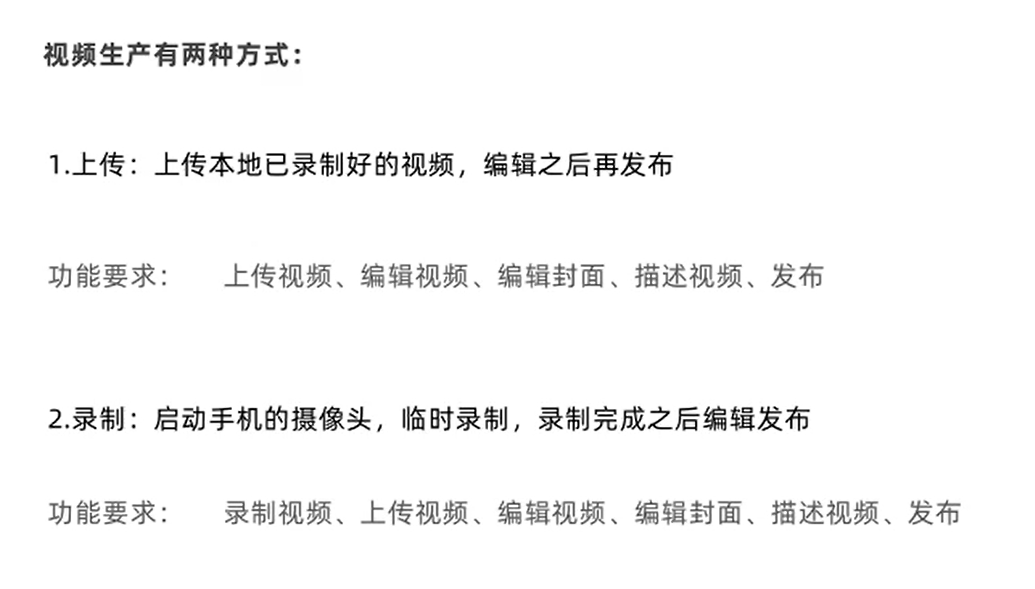 视频生产有两种方式：
1.上传：上传本地已录制好的视频，编辑之后再发布
功能要求： 上传视频、编辑视频、编辑封面、描述视频、发布
2.录制：启动手机的摄像头，临时录制，录制完成之后编辑发布
功能要求： 录制视频、上传视频、编辑视频、编辑封面、描述视频、发布